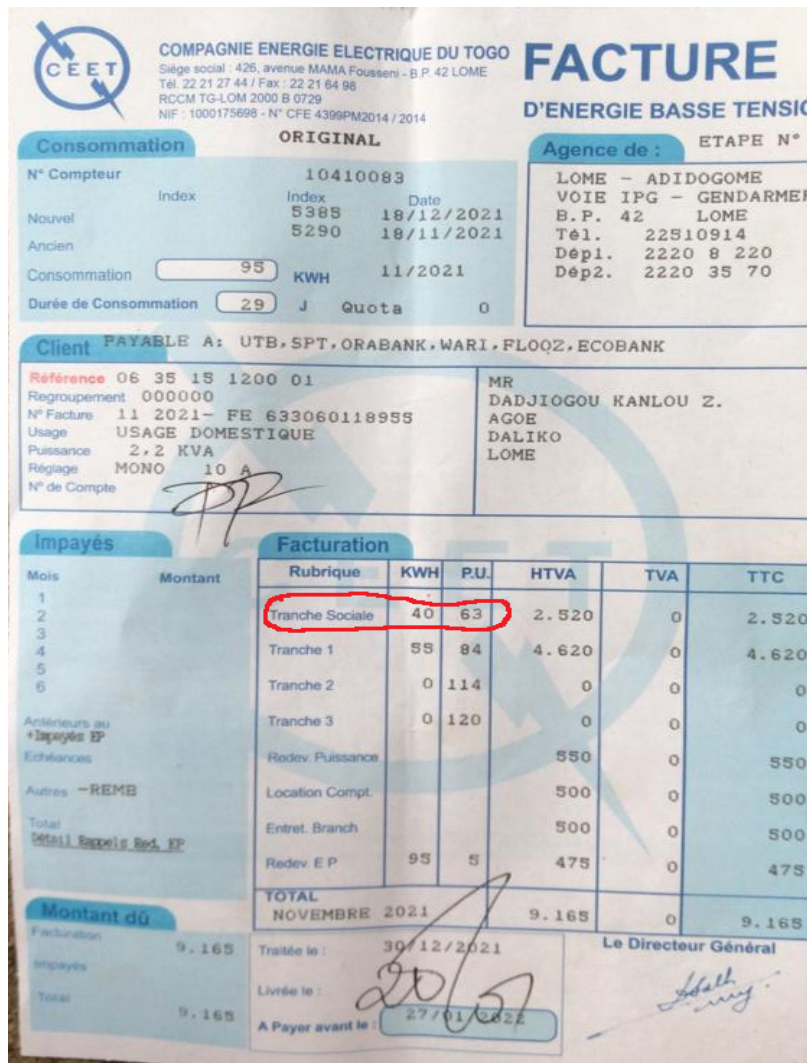 CEET
COMPAGNIE ENERGIE ELECTRIQUE DU TOGO
Siège social : 426, avenue MAMA Fousseni - B.P. 42 LOME
Tél. 22 21 27 44 / Fax : 22 21 64 98
RCCM TG-LOM 2000 B 0729
NIF : 1000175698 - N° CFE 4399PM2014 / 2014
FACTURE
D'ENERGIE BASSE TENSIO
Consommation ORIGINAL
N° Compteur 10410083
Index Index Date
Nouvel 5385 18/12/2021
Ancien 5290 18/11/2021
Consommation 95 KWH 11/2021
Durée de Consommation 29 J Quota 0
Agence de : ETAPE N°
LOME - ADIDOGOME
VOIE IPG - GENDARMER
B.P. 42 LOME
Tél. 22510914
Dép1. 2220 8 220
Dép2. 2220 35 70
Client PAYABLE A: UTB,SPT,ORABANK,WARI,FLOOZ,ECOBANK
Référence 06 35 15 1200 01
Regroupement 000000
N° Facture 11 2021- FE 633060118955
Usage USAGE DOMESTIQUE
Puissance 2,2 KVA
Réglage MONO 10 A
N° de Compte
MR
DADJIOGOU KANLOU Z.
AGOE
DALIKO
LOME
Impayés
Mois Montant
1
2
3
4
5
6
Antérieurs au
+Impayés EP
Echéances
Autres -REMB
Total
Détail Rappels Red. EP
Facturation
Rubrique KWH P.U. HTVA TVA TTC
Tranche Sociale 40 63 2.520 0 2.520
Tranche 1 55 84 4.620 0 4.620
Tranche 2 0 114 0 0 0
Tranche 3 0 120 0 0 0
Redev. Puissance 550 0 550
Location Compt. 500 0 500
Entret. Branch 500 0 500
Redev. E P 95 5 475 0 475
TOTAL
NOVEMBRE 2021 9.165 0 9.165
Montant dû
Facturation 9.165
Impayés
Total 9.165
Traitée le : 30/12/2021
Livrée le :
A Payer avant le : 27/01/2022
Le Directeur Général